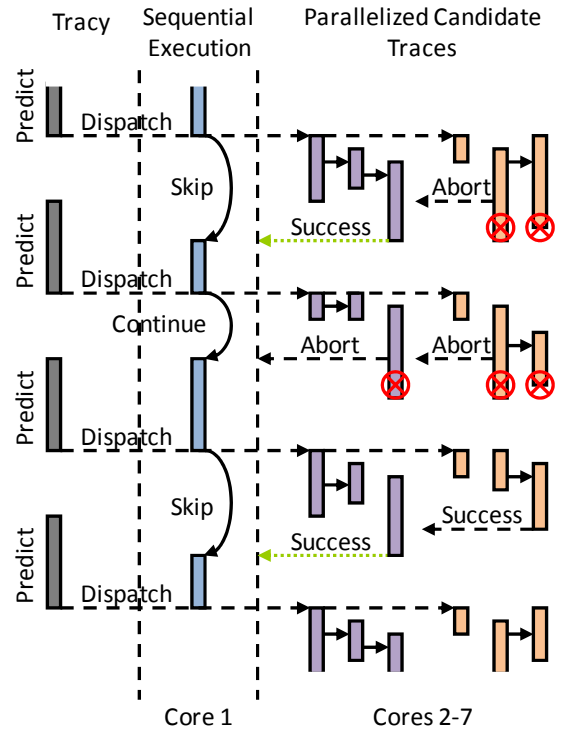 Tracy
Sequential
Execution
Parallelized Candidate
Traces
Predict
Dispatch
Skip
Abort
Success
Predict
Dispatch
Continue
Abort
Abort
Predict
Dispatch
Skip
Success
Success
Predict
Dispatch
Core 1
Cores 2-7